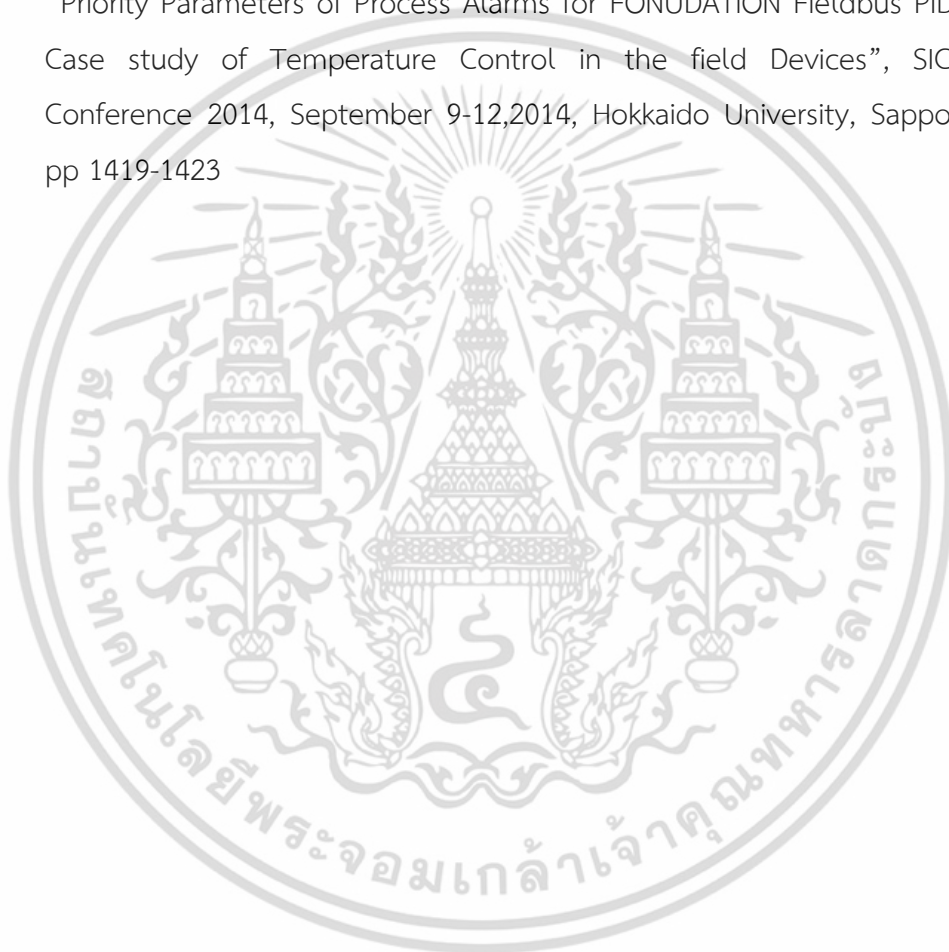 Priority Parameters of Process Alarms for FONUDATION Fieldbus PID
Case study of Temperature Control in the field Devices”, SIC
Conference 2014, September 9-12,2014, Hokkaido University, Sappo
pp 1419-1423
สถาบันเทคโนโลยีพระจอมเกล้าเจ้าคุณทหารลาดกระบัง